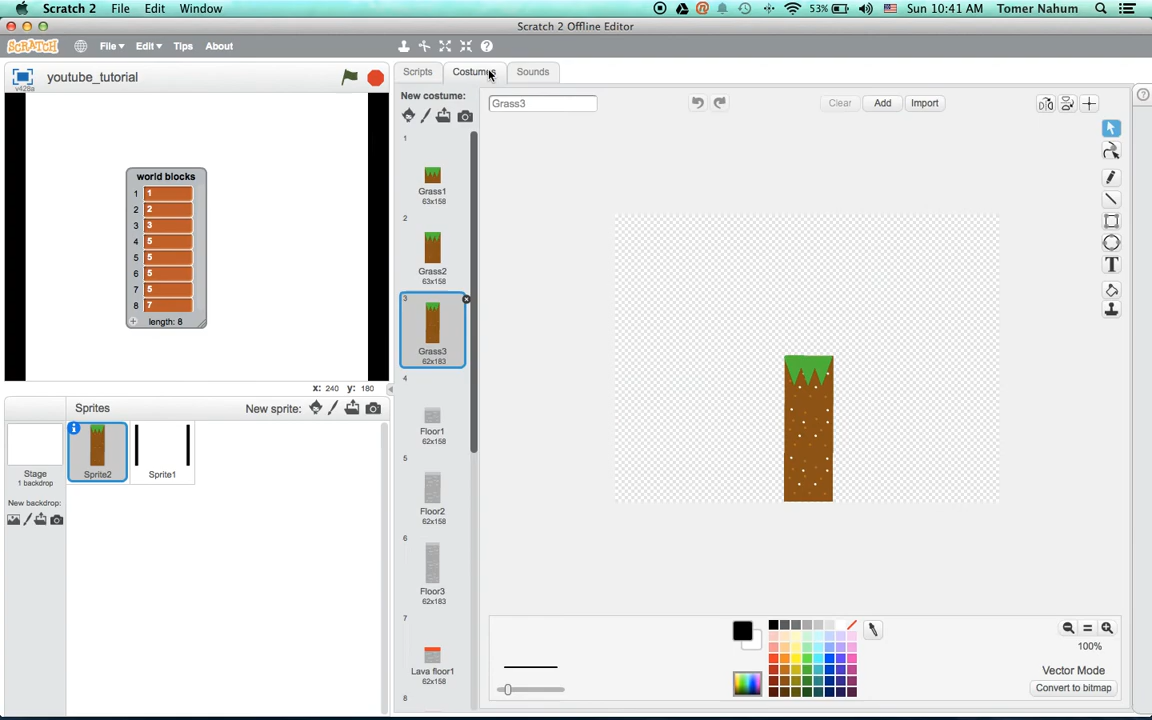 Scratch 2 File Edit Window 53% Sun 10:41 AM Tomer Nahum
Scratch 2 Offline Editor
SCRATCH File Edit Tips About
v428a
youtube_tutorial
world blocks
1 1
2 2
3 3
4 5
5 5
6 5
7 5
8 7
+ length: 8
x: 240 y: 180
Sprites New sprite:
Stage
1 backdrop
New backdrop:
Sprite2
Sprite1
Scripts Costumes Sounds
New costume:
1
Grass1
63x158
2
Grass2
63x158
3
Grass3
62x183
4
Floor1
62x158
5
Floor2
62x158
6
Floor3
62x183
7
Lava floor1
62x158
8
Grass3
Clear Add Import
T
100%
Vector Mode
Convert to bitmap